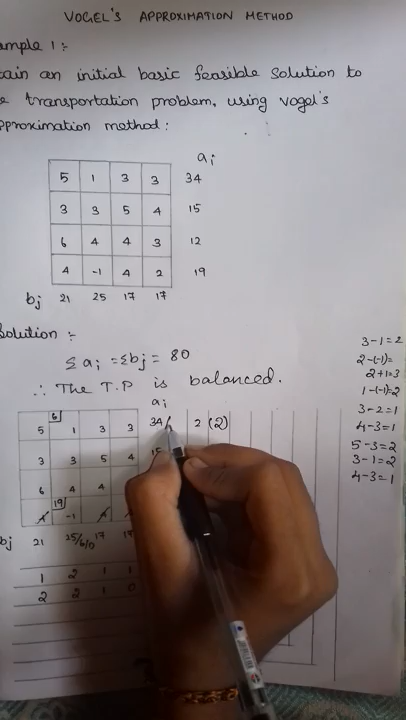 VOGEL'S APPROXIMATION METHOD
ample 1 :-
tain an initial basic feasible solution to
e transportation problem, using vogel's
pproximation method :
ai
5 1 3 3 34
3 3 5 4 15
6 4 4 3 12
4 -1 4 2 19
bj 21 25 17 17
Solution :-
Σai = Σbj = 80
∴ The T.P is balanced.
ai
6
5 1 3 3 34/ 2 (2)
3 3 5 4 15
6 4 4
19
4 -1 4
bj 21 25/6/0 17 17
1 2 1 1
2 2 1 0
3-1=2
2-(-1)=
2+1=3
1-(-1)=2
3-2=1
4-3=1
5-3=2
3-1=2
4-3=1